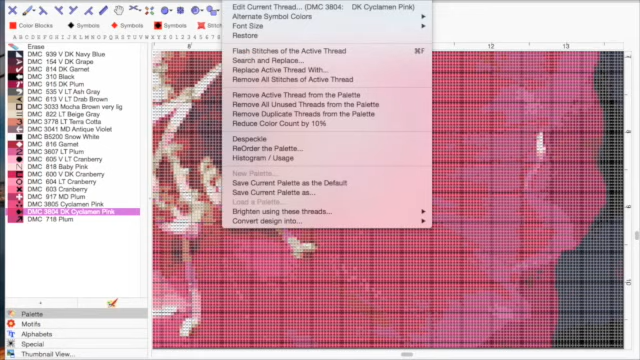 Edit Current Thread... (DMC 3804: DK Cyclamen Pink)
Alternate Symbol Colors
Font Size
Restore
Color Blocks
Symbols
Symbols
Symbols
Flash Stitches of the Active Thread ⌘F
Search and Replace...
Replace Active Thread With...
Remove All Stitches of Active Thread
Remove Active Thread from the Palette
Remove All Unused Threads from the Palette
Remove Duplicate Threads from the Palette
Reduce Color Count by 10%
Despeckle
ReOrder the Palette...
Histogram / Usage
New Palette...
Save Current Palette as the Default
Save Current Palette as...
Load a Palette...
Brighten using these threads...
Convert design into...
8
12
13
Erase
DMC 939 V DK Navy Blue
DMC 154 V DK Grape
DMC 814 DK Garnet
DMC 310 Black
DMC 915 DK Plum
DMC 535 V LT Ash Gray
DMC 613 V LT Drab Brown
DMC 3033 Mocha Brown very lig
DMC 822 LT Beige Gray
DMC 3778 LT Terra Cotta
DMC 3041 MD Antique Violet
DMC B5200 Snow White
DMC 816 Garnet
DMC 3713 V LT Salmon
DMC 605 V LT Cranberry
DMC 818 Baby Pink
DMC 600 V DK Cranberry
DMC 604 LT Cranberry
DMC 603 Cranberry
DMC 917 MD Plum
DMC 3805 Cyclamen Pink
DMC 3804 DK Cyclamen Pink
DMC 718 Plum
Palette
Motifs
Alphabets
Special
Thumbnail View...